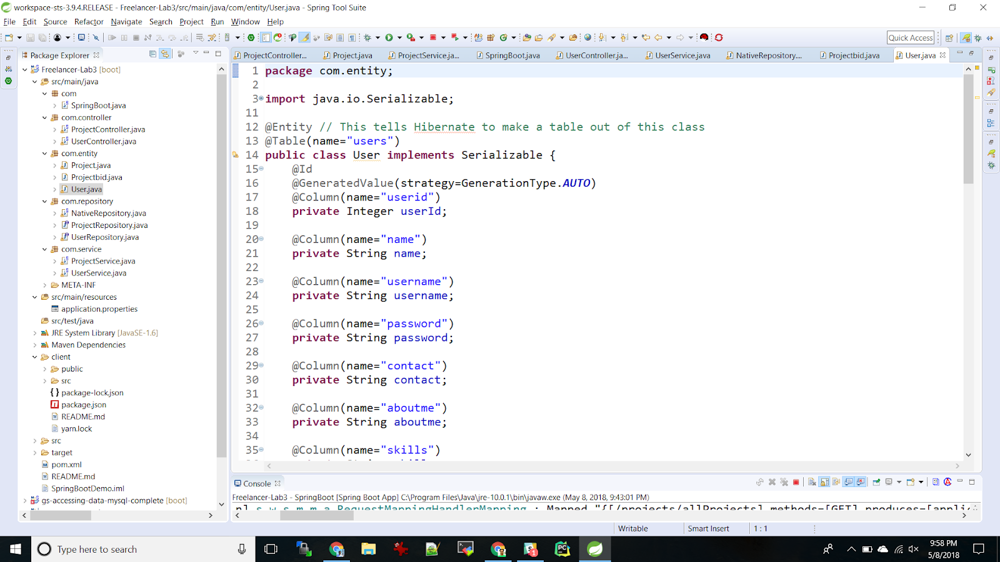 workspace-sts-3.9.4.RELEASE - Freelancer-Lab3/src/main/java/com/entity/User.java - Spring Tool Suite
File Edit Source Refactor Navigate Search Project Run Window Help
Quick Access
Package Explorer
Freelancer-Lab3 [boot]
src/main/java
com
SpringBoot.java
com.controller
ProjectController.java
UserController.java
com.entity
Project.java
Projectbid.java
User.java
com.repository
NativeRepository.java
ProjectRepository.java
UserRepository.java
com.service
ProjectService.java
UserService.java
META-INF
src/main/resources
application.properties
src/test/java
JRE System Library [JavaSE-1.6]
Maven Dependencies
client
public
src
package-lock.json
package.json
README.md
yarn.lock
src
target
pom.xml
README.md
SpringBootDemo.iml
gs-accessing-data-mysql-complete [boot]
ProjectController... Project.java ProjectService.ja... SpringBoot.java UserController.ja... UserService.java NativeRepository.... Projectbid.java User.java
1 package com.entity;
2
3 import java.io.Serializable;
11
12 @Entity // This tells Hibernate to make a table out of this class
13 @Table(name="users")
14 public class User implements Serializable {
15 @Id
16 @GeneratedValue(strategy=GenerationType.AUTO)
17 @Column(name="userid")
18 private Integer userId;
19
20 @Column(name="name")
21 private String name;
22
23 @Column(name="username")
24 private String username;
25
26 @Column(name="password")
27 private String password;
28
29 @Column(name="contact")
30 private String contact;
31
32 @Column(name="aboutme")
33 private String aboutme;
34
35 @Column(name="skills")
Console
Freelancer-Lab3 - SpringBoot [Spring Boot App] C:\Program Files\Java\jre-10.0.1\bin\javaw.exe (May 8, 2018, 9:43:01 PM)
n] s.w.s.m.m.a.RequestMappingHandlerMapping : Mapped "{[/projects/allProjects],methods=[GET],produces=[appli
Writable Smart Insert 1 : 1
Type here to search
9:58 PM
5/8/2018